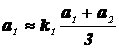 a₁ ≈ k₁ (a₁ + a₂)/3